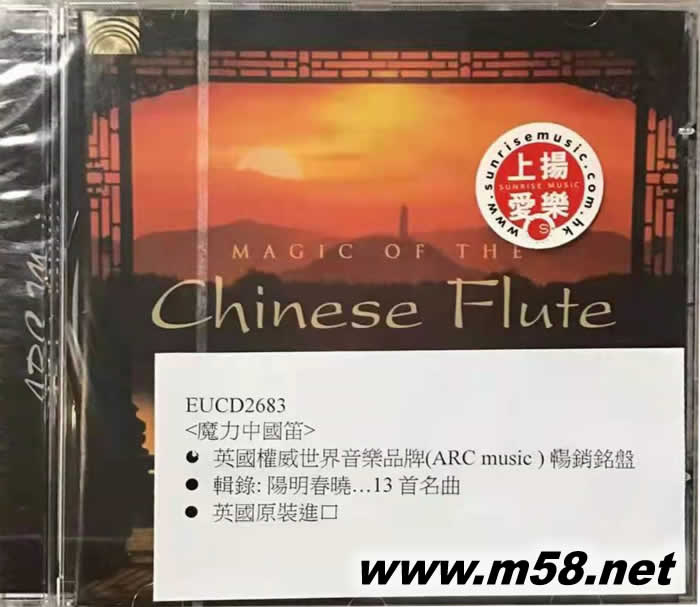 www.sunrisemusic.com.hk
上揚
SUNRISE MUSIC
愛樂
S
MAGIC OF THE
Chinese Flute
EUCD2683
<魔力中國笛>
● 英國權威世界音樂品牌(ARC music ) 暢銷銘盤
● 輯錄: 陽明春曉…13 首名曲
● 英國原裝進口
www.m58.net